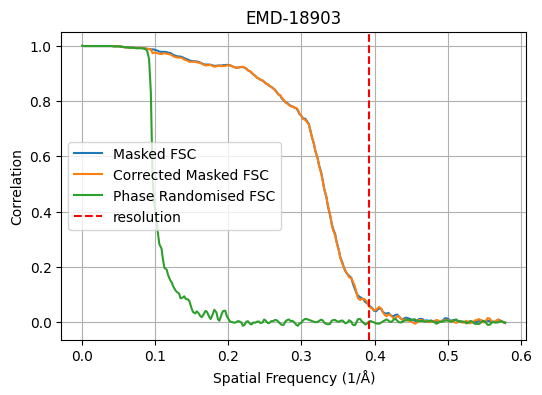 EMD-18903
1.0
0.8
0.6
0.4
0.2
0.0
Correlation
Masked FSC
Corrected Masked FSC
Phase Randomised FSC
resolution
0.0 0.1 0.2 0.3 0.4 0.5 0.6
Spatial Frequency (1/Å)